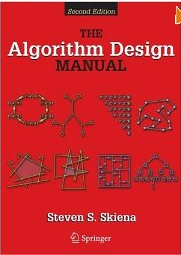 Second Edition
THE
Algorithm Design
MANUAL
Steven S. Skiena
Springer